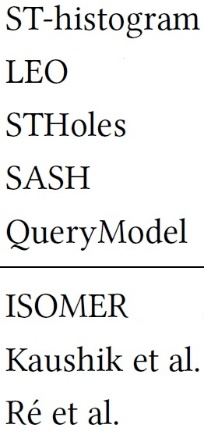 ST-histogram
LEO
STHoles
SASH
QueryModel
ISOMER
Kaushik et al.
Ré et al.